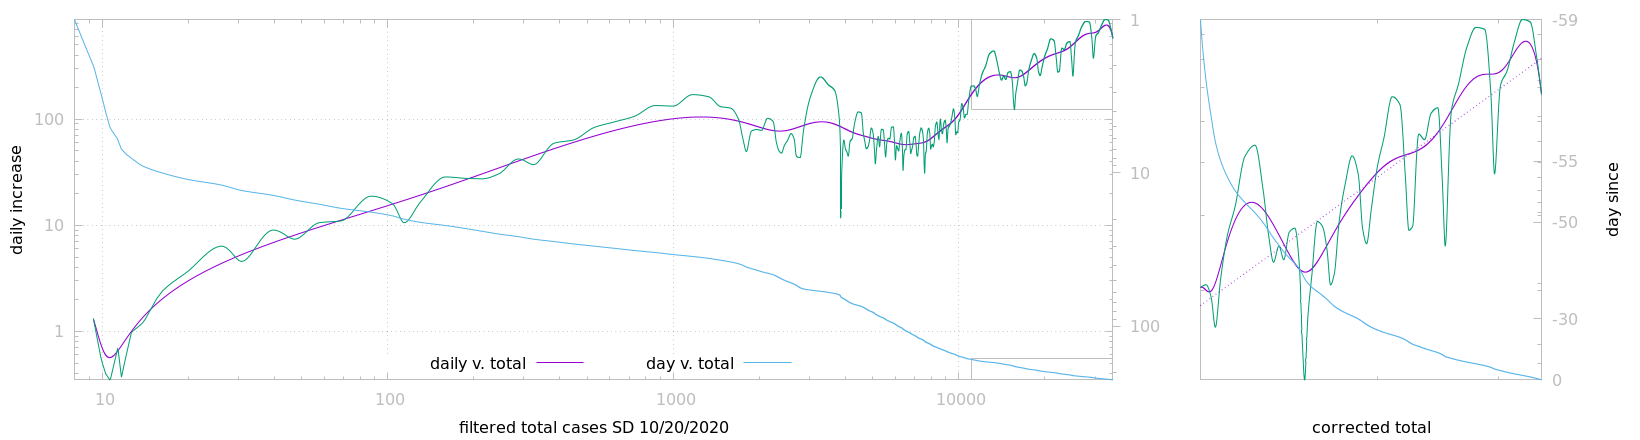 1
-59
100
10
-55
-50
10
-30
1
100
0
daily increase
day since
daily v. total
day v. total
10
100
1000
10000
filtered total cases SD 10/20/2020
corrected total